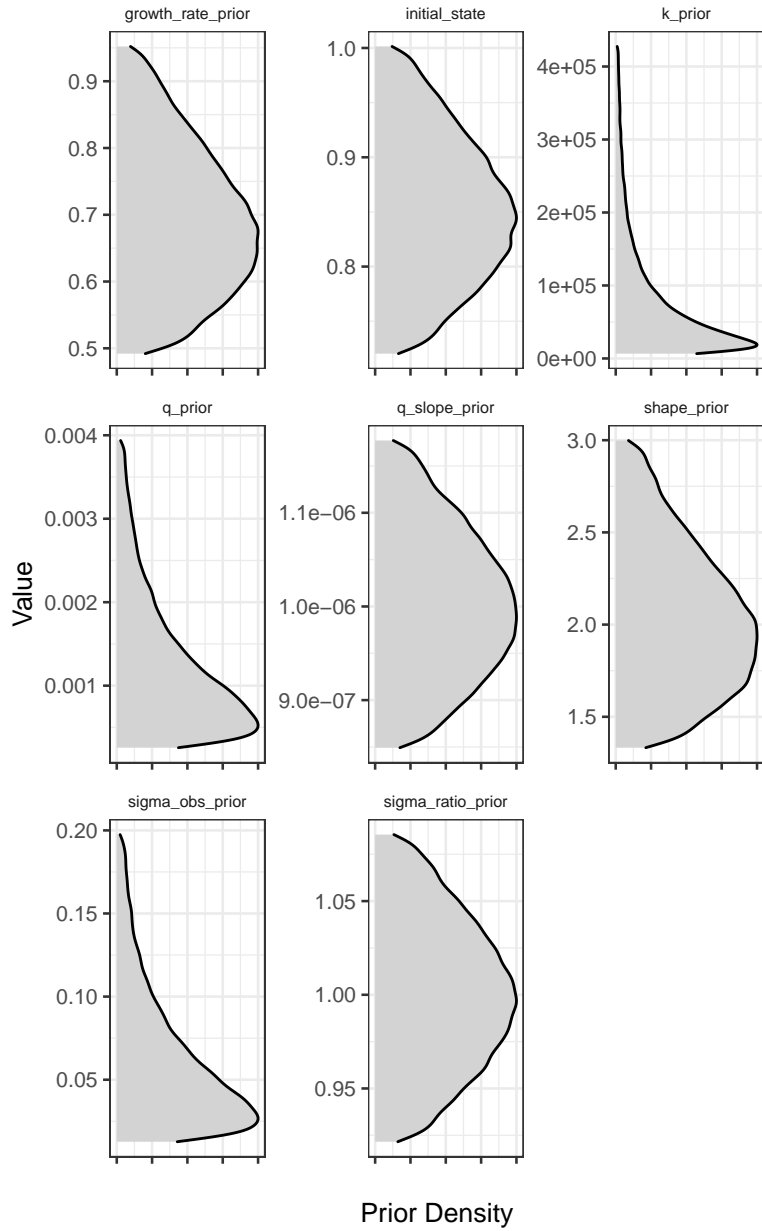 growth_rate_prior
initial_state
k_prior
0.9
0.8
0.7
0.6
0.5
1.0
0.9
0.8
4e+05
3e+05
2e+05
1e+05
0e+00
q_prior
q_slope_prior
shape_prior
0.004
0.003
0.002
0.001
1.1e−06
1.0e−06
9.0e−07
3.0
2.5
2.0
1.5
Value
sigma_obs_prior
sigma_ratio_prior
0.20
0.15
0.10
0.05
1.05
1.00
0.95
Prior Density